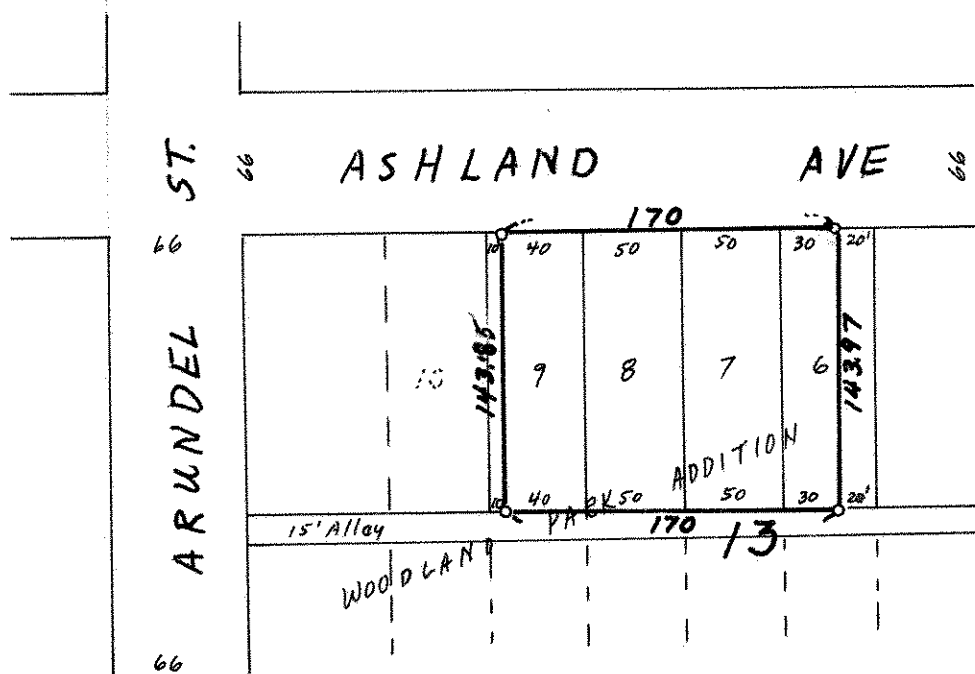 ASHLAND AVE
66
66
ARUNDEL ST.
66
66
170
10 40 50 50 30 20'
143.85
143.97
10
9
8
7
6
WOODLAND PARK ADDITION
10 40 50 50 30 20'
170
13
15' Alley